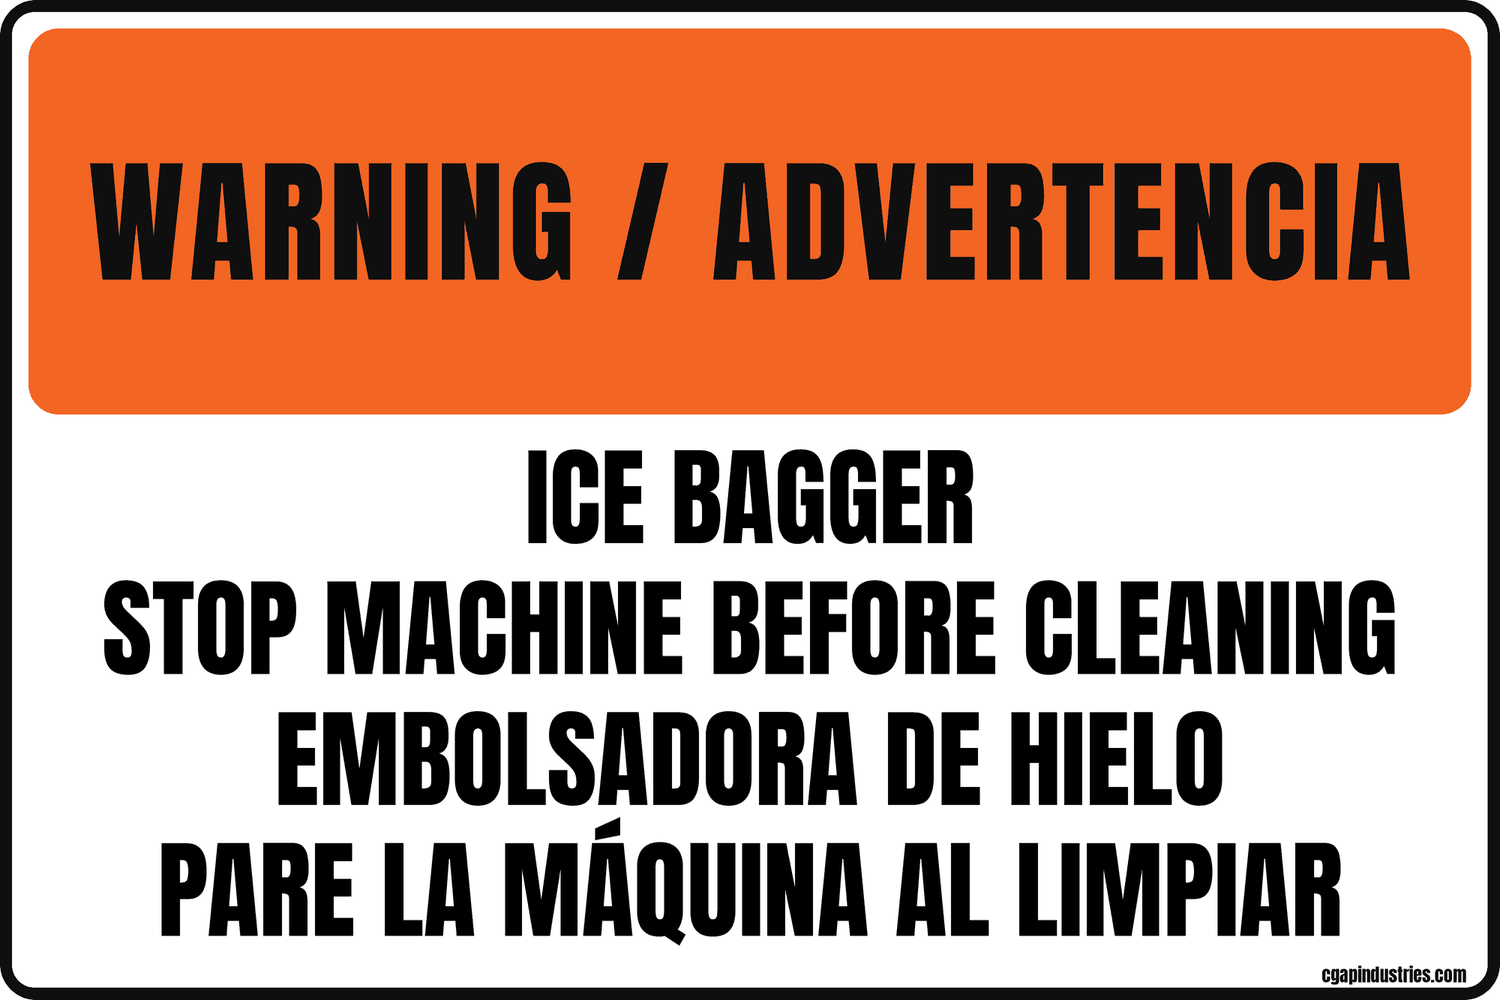 WARNING / ADVERTENCIA
ICE BAGGER
STOP MACHINE BEFORE CLEANING
EMBOLSADORA DE HIELO
PARE LA MÁQUINA AL LIMPIAR
cgapindustries.com